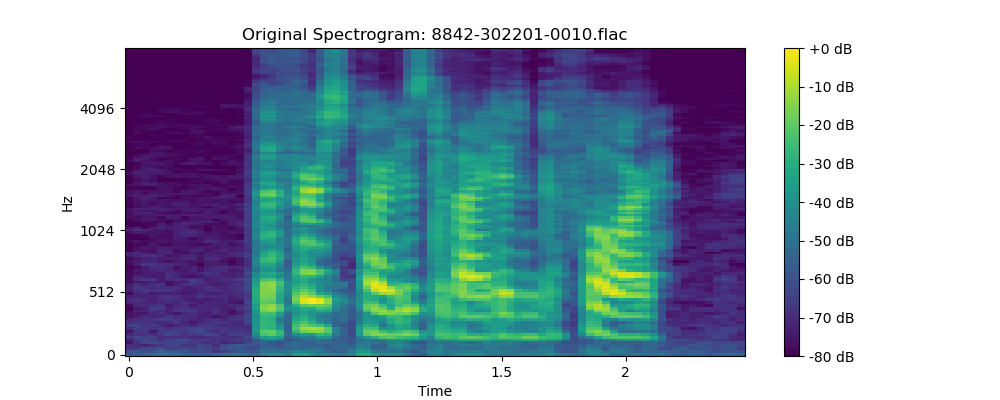 Original Spectrogram: 8842-302201-0010.flac
Hz
4096
2048
1024
512
0
0 0.5 1 1.5 2
Time
+0 dB
-10 dB
-20 dB
-30 dB
-40 dB
-50 dB
-60 dB
-70 dB
-80 dB